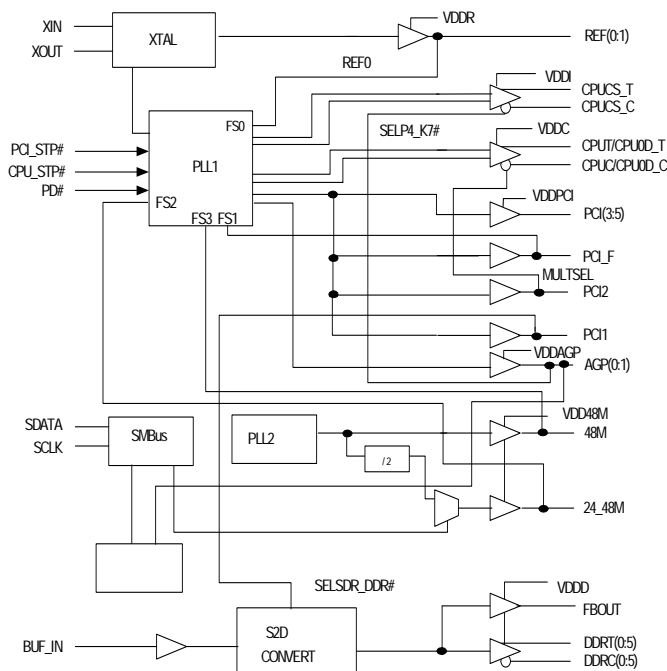 XIN
XOUT
XTAL
VDDR
REF(0:1)
REF0
VDDI
CPUCS_T
CPUCS_C
FS0
SELP4_K7#
VDDC
PLL1
CPUT/CPU0D_T
CPUC/CPU0D_C
PCI_STP#
CPU_STP#
PD#
FS2
VDDPCI
PCI(3:5)
FS3 FS1
PCI_F
MULTSEL
PCI2
PCI1
VDDAGP
AGP(0:1)
SDATA
SCLK
SMBus
PLL2
/2
VDD48M
48M
24_48M
SELSDR_DDR#
VDDD
FBOUT
BUF_IN
S2D
CONVERT
DDRT(0:5)
DDRC(0:5)